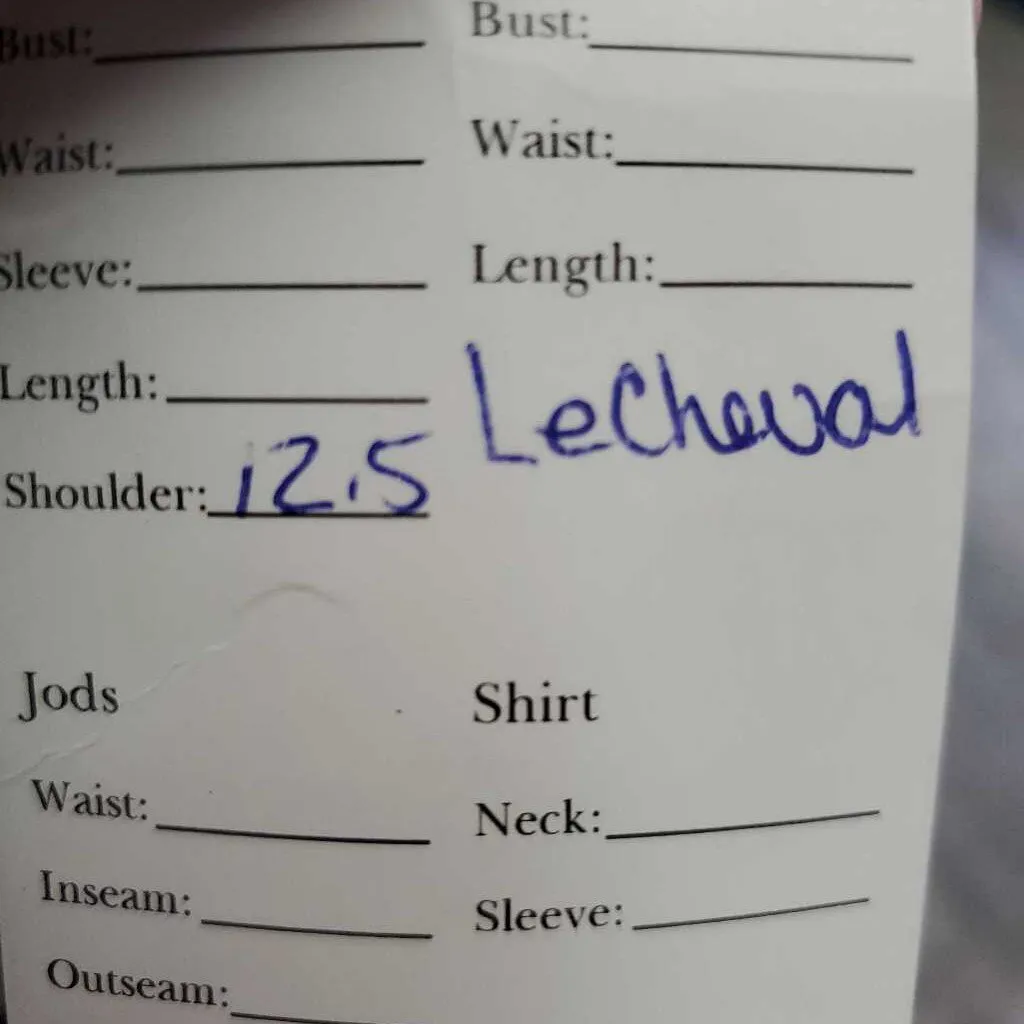 Bust:
Waist:
Sleeve:
Length:
Shoulder: 12.5
Bust:
Waist:
Length:
LeCheval
Jods
Waist:
Inseam:
Outseam:
Shirt
Neck:
Sleeve: